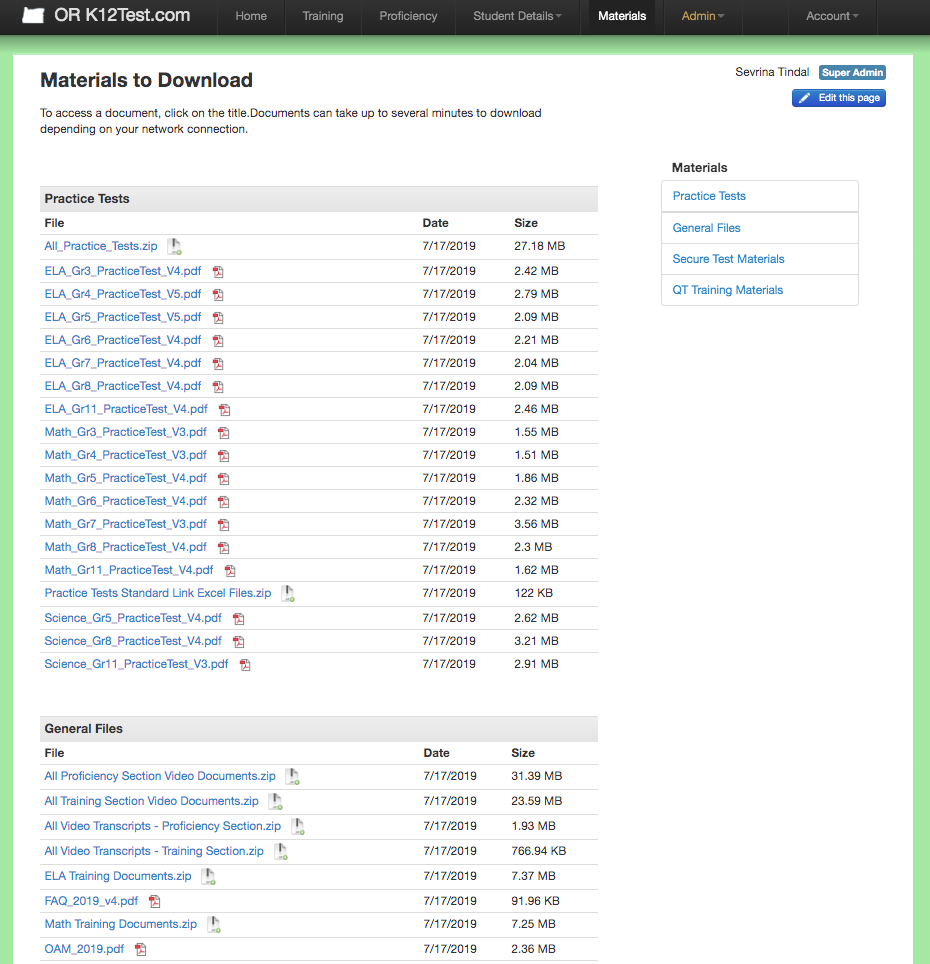 OR K12Test.com Home Training Proficiency Student Details Materials Admin Account
Materials to Download
Sevrina Tindal Super Admin
Edit this page
To access a document, click on the title.Documents can take up to several minutes to download
depending on your network connection.
Materials
Practice Tests
General Files
Secure Test Materials
QT Training Materials
Practice Tests
File Date Size
All_Practice_Tests.zip 7/17/2019 27.18 MB
ELA_Gr3_PracticeTest_V4.pdf 7/17/2019 2.42 MB
ELA_Gr4_PracticeTest_V5.pdf 7/17/2019 2.79 MB
ELA_Gr5_PracticeTest_V5.pdf 7/17/2019 2.09 MB
ELA_Gr6_PracticeTest_V4.pdf 7/17/2019 2.21 MB
ELA_Gr7_PracticeTest_V4.pdf 7/17/2019 2.04 MB
ELA_Gr8_PracticeTest_V4.pdf 7/17/2019 2.09 MB
ELA_Gr11_PracticeTest_V4.pdf 7/17/2019 2.46 MB
Math_Gr3_PracticeTest_V3.pdf 7/17/2019 1.55 MB
Math_Gr4_PracticeTest_V3.pdf 7/17/2019 1.51 MB
Math_Gr5_PracticeTest_V4.pdf 7/17/2019 1.86 MB
Math_Gr6_PracticeTest_V4.pdf 7/17/2019 2.32 MB
Math_Gr7_PracticeTest_V3.pdf 7/17/2019 3.56 MB
Math_Gr8_PracticeTest_V4.pdf 7/17/2019 2.3 MB
Math_Gr11_PracticeTest_V4.pdf 7/17/2019 1.62 MB
Practice Tests Standard Link Excel Files.zip 7/17/2019 122 KB
Science_Gr5_PracticeTest_V4.pdf 7/17/2019 2.62 MB
Science_Gr8_PracticeTest_V4.pdf 7/17/2019 3.21 MB
Science_Gr11_PracticeTest_V3.pdf 7/17/2019 2.91 MB
General Files
File Date Size
All Proficiency Section Video Documents.zip 7/17/2019 31.39 MB
All Training Section Video Documents.zip 7/17/2019 23.59 MB
All Video Transcripts - Proficiency Section.zip 7/17/2019 1.93 MB
All Video Transcripts - Training Section.zip 7/17/2019 766.94 KB
ELA Training Documents.zip 7/17/2019 7.37 MB
FAQ_2019_v4.pdf 7/17/2019 91.96 KB
Math Training Documents.zip 7/17/2019 7.25 MB
OAM_2019.pdf 7/17/2019 2.36 MB